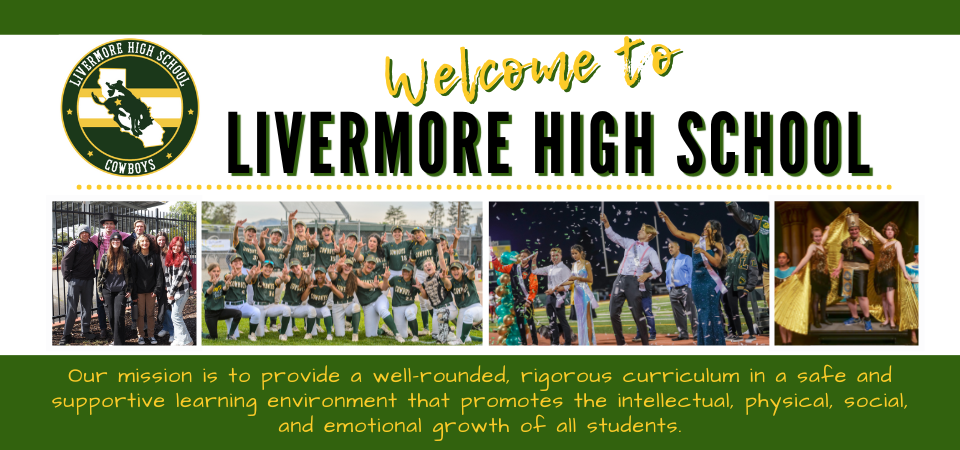 LIVERMORE HIGH SCHOOL
COWBOYS
Welcome to
LIVERMORE HIGH SCHOOL
Our mission is to provide a well-rounded, rigorous curriculum in a safe and
supportive learning environment that promotes the intellectual, physical, social,
and emotional growth of all students.